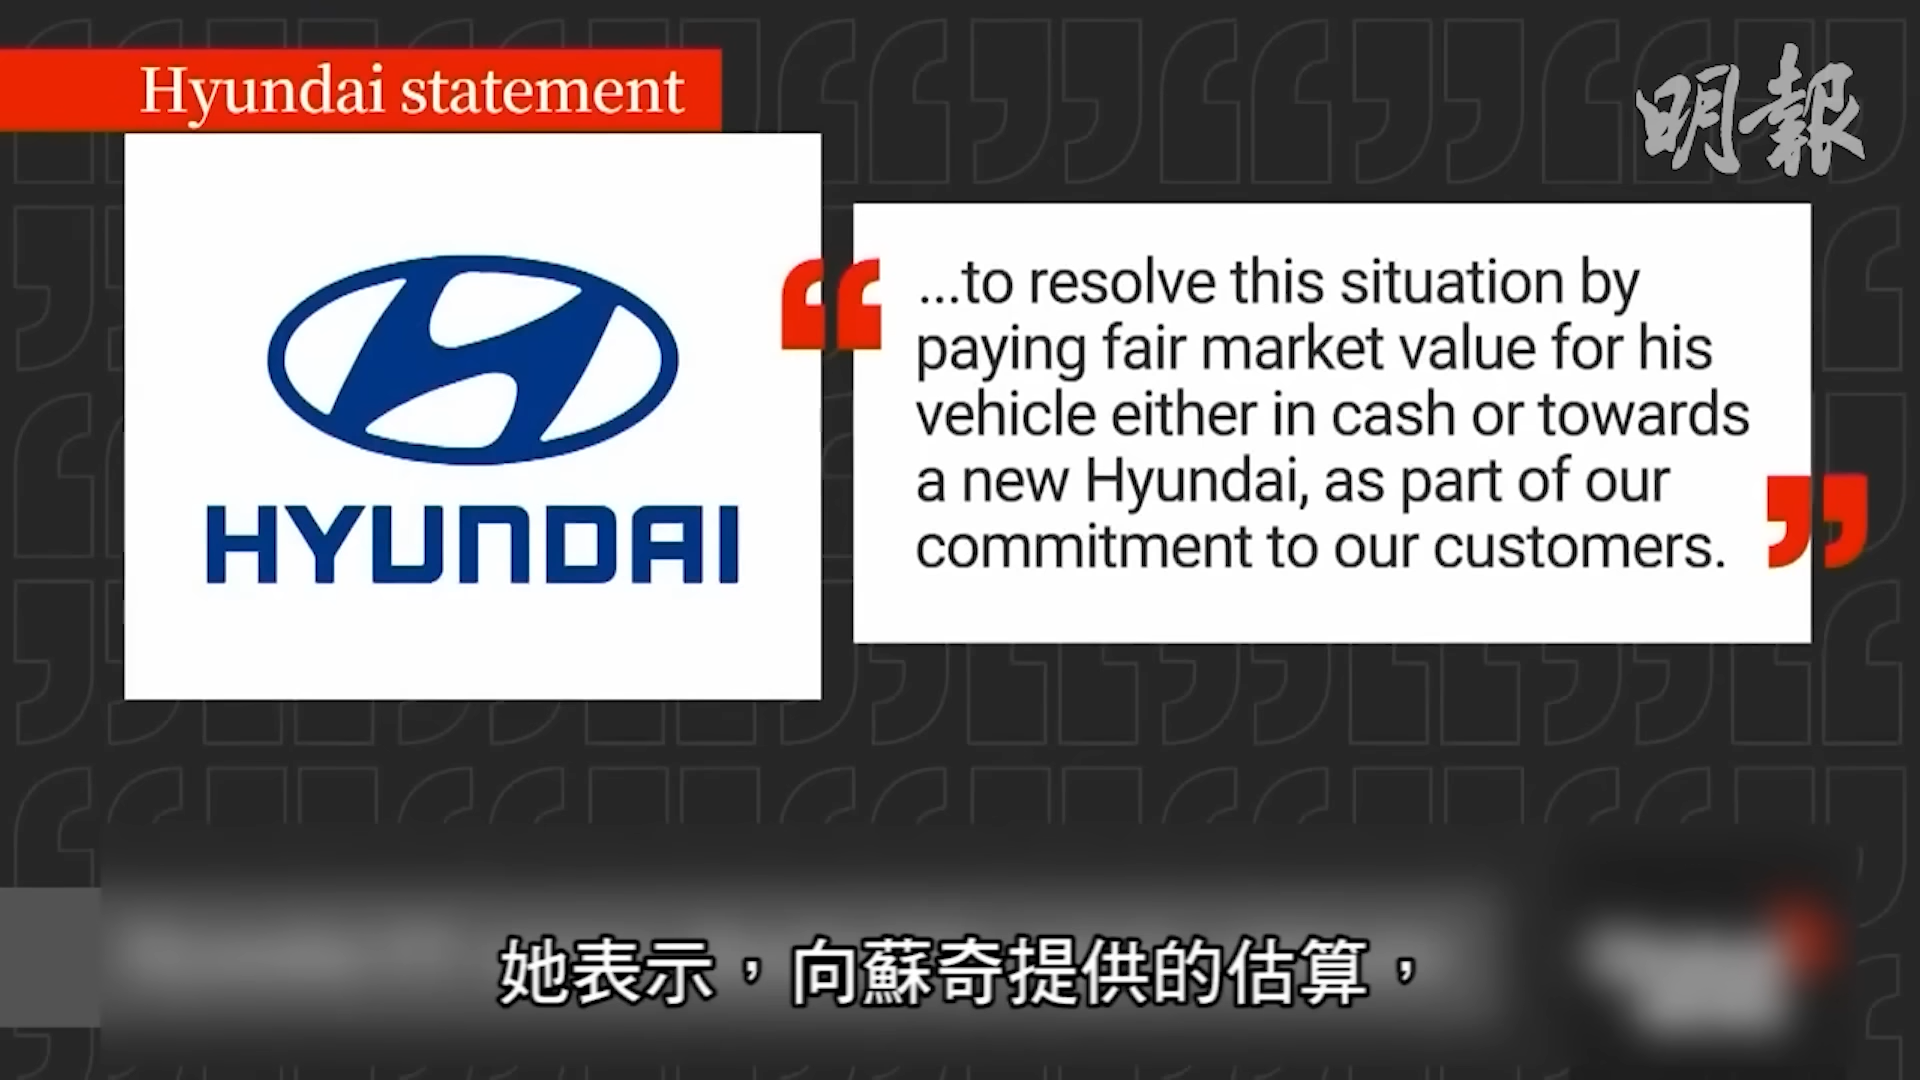 Hyundai statement
明報
HYUNDAI
“
...to resolve this situation by
paying fair market value for his
vehicle either in cash or towards
a new Hyundai, as part of our
commitment to our customers.
”
她表示，向蘇奇提供的估算，